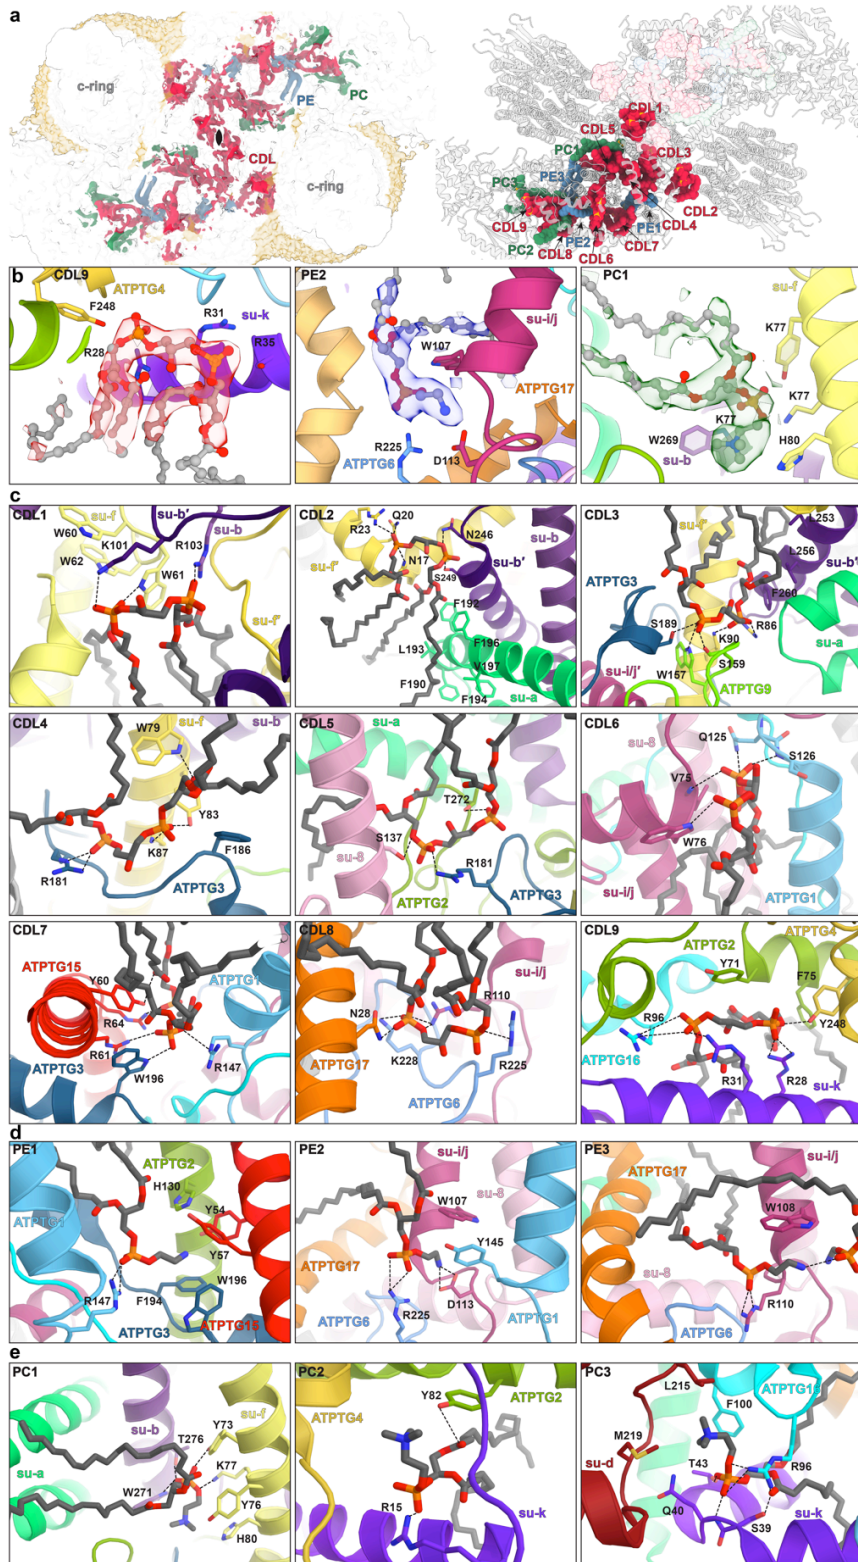 a
c-ring
PE
PC
CDL
c-ring
CDL1
CDL5
PC1
CDL3
PE3
PC3
CDL2
CDL9
PE1
CDL4
PC2
PE2
CDL7
CDL8
CDL6
b
CDL9
ATPTG4
F248
R31
su-k
R28
R35
PE2
su-i/j
W107
ATPTG17
R225
D113
ATPTG6
PC1
su-f
K77
K77
K77
W269
H80
su-b
c
CDL1
su-f
su-b′
su-b
W60
K101
R103
W62
W61
su-f′
CDL2
Q20
R23
N246
su-b
N17
su-b′
su-f′
S249
F192
L193
F196
V197
F190
F194
su-a
CDL3
L253
su-f′
L256
su-b′
ATPTG3
F260
S189
R86
K90
su-a
su-i/j′
S159
W157
ATPTG9
CDL4
W79
su-f
su-b
Y83
F186
K87
R181
ATPTG3
CDL5
su-a
T272
S137
su-8
R181
ATPTG2
ATPTG3
CDL6
Q125
su-8
S126
V75
W76
su-i/j
ATPTG1
CDL7
ATPTG15
Y60
ATPTG1
R64
R61
ATPTG3
W196
R147
CDL8
su-i/j
R110
N28
K228
ATPTG17
R225
ATPTG6
CDL9
ATPTG2
ATPTG4
Y71
F75
R96
Y248
ATPTG16
R31
R28
su-k
d
PE1
ATPTG2
H130
ATPTG1
Y54
Y57
W196
R147
F194
ATPTG3
ATPTG15
PE2
su-i/j
su-8
W107
Y145
ATPTG17
ATPTG6
R225
D113
ATPTG1
PE3
su-i/j
ATPTG17
W108
su-8
R110
ATPTG6
e
PC1
Y73
su-f
su-b
T276
K77
su-a
W271
Y76
H80
PC2
Y82
ATPTG2
ATPTG4
R15
su-k
PC3
L215
ATPTG16
F100
M219
su-d
T43
R96
Q40
S39
su-k